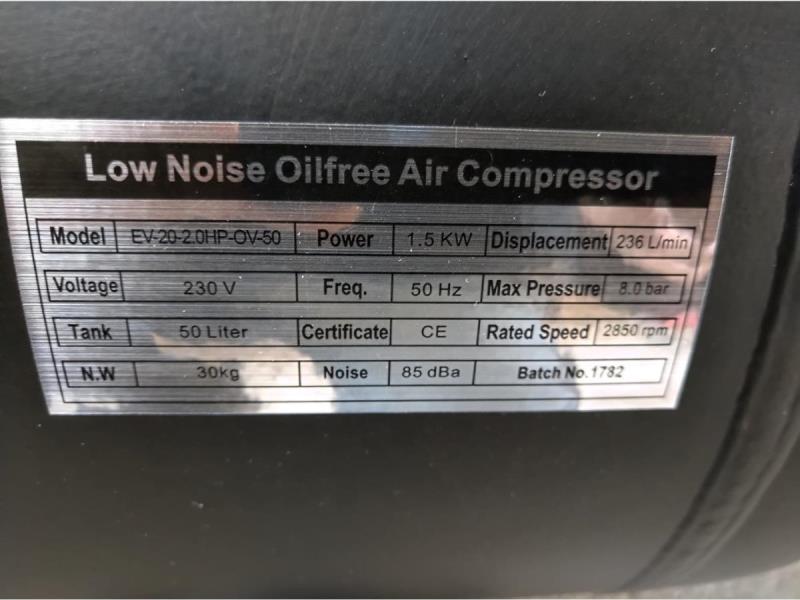 Low Noise Oilfree Air Compressor
Model EV-20-2.0HP-OV-50 Power 1.5 KW Displacement 236 L/min
Voltage 230 V Freq. 50 Hz Max Pressure 8.0 bar
Tank 50 Liter Certificate CE Rated Speed 2850 rpm
N.W 30kg Noise 85 dBa Batch No.1782